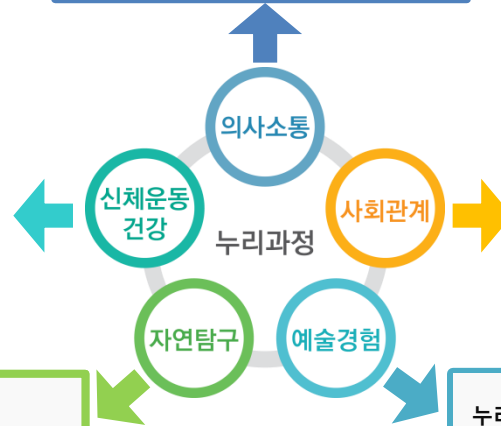 의사소통
신체운동
건강
사회관계
누리과정
자연탐구
예술경험